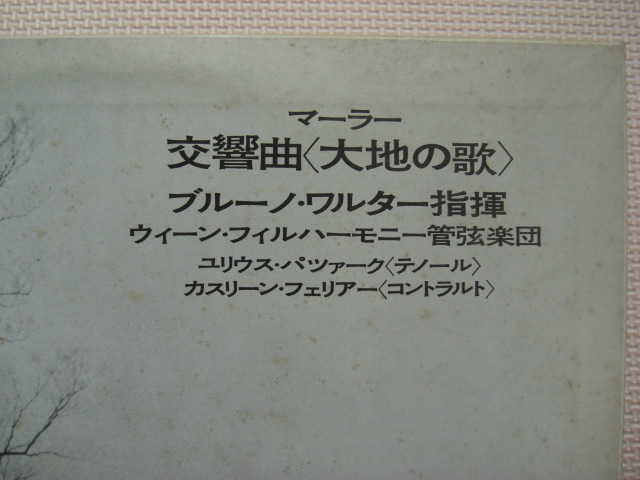 マーラー
交響曲〈大地の歌〉
ブルーノ・ワルター指揮
ウィーン・フィルハーモニー管弦楽団
ユリウス・パツァーク〈テノール〉
カスリーン・フェリアー〈コントラルト〉